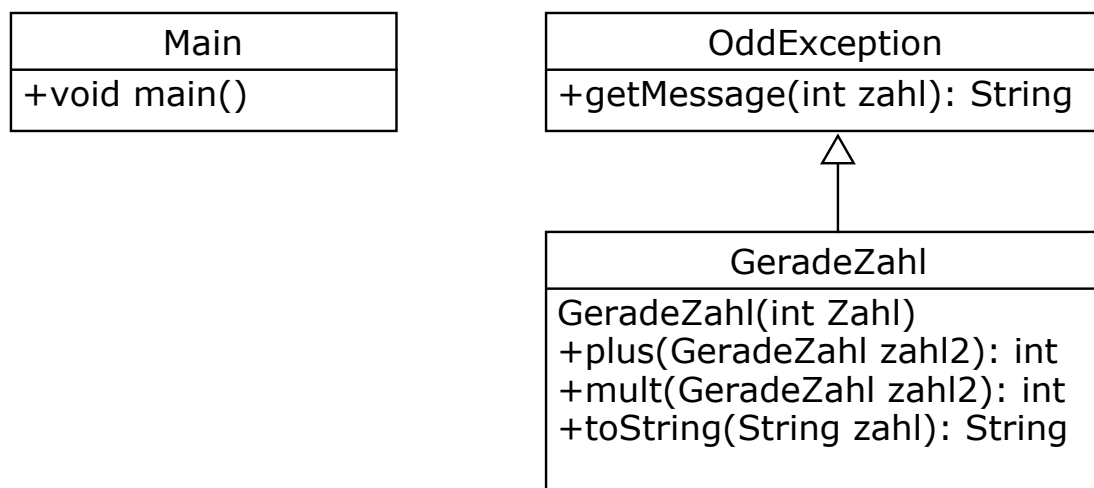 Main
+void main()
OddException
+getMessage(int zahl): String
GeradeZahl
GeradeZahl(int Zahl)
+plus(GeradeZahl zahl2): int
+mult(GeradeZahl zahl2): int
+toString(String zahl): String